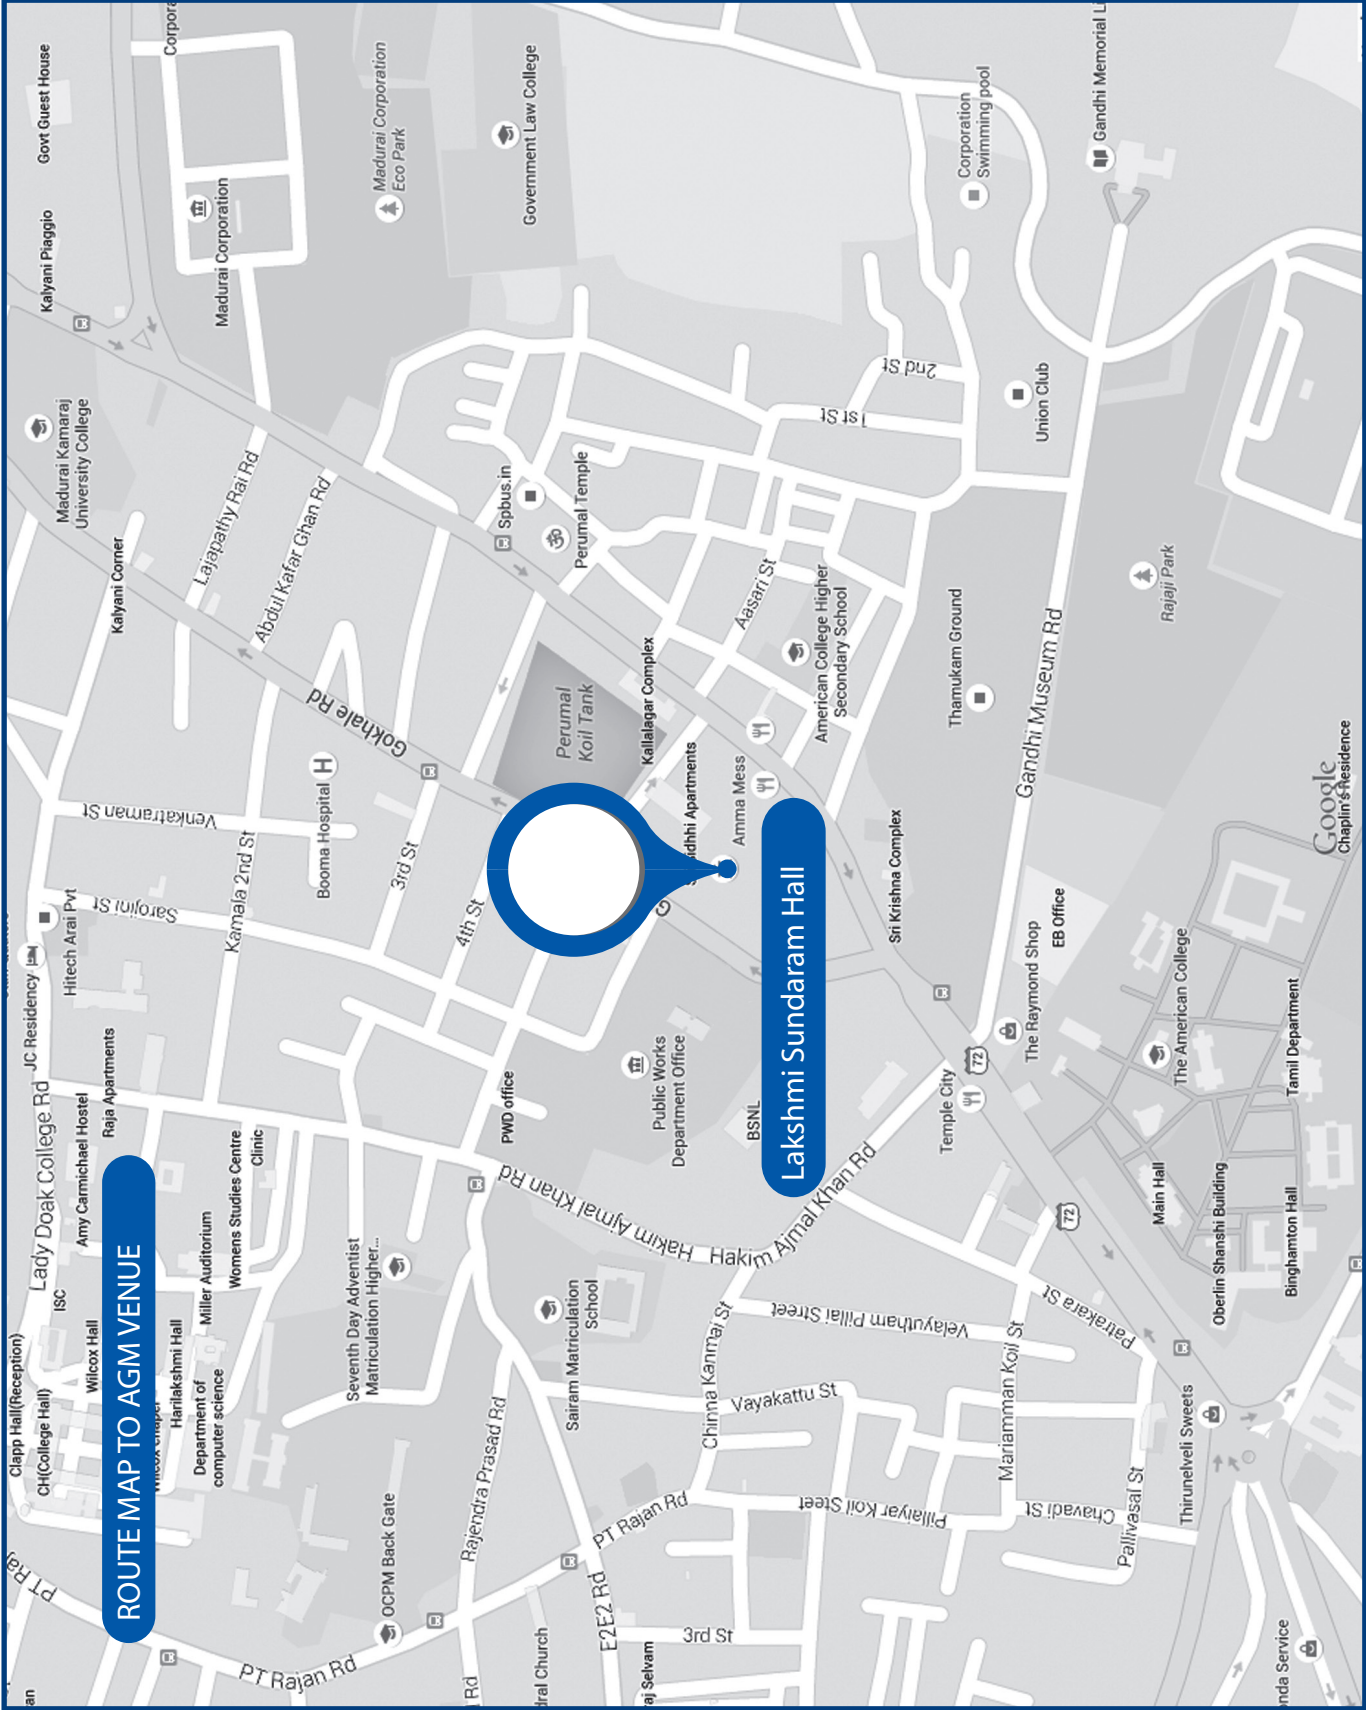 ROUTE MAP TO AGM VENUE
Lakshmi Sundaram Hall
Clapp Hall(Reception)
CH(College Hall)
Wilcox Hall
ISC
Lady Doak College Rd
Amy Carmichael Hostel
Raja Apartments
JC Residency
Hitech Arai Pvt
Harilakshmi Hall
Department of
computer science
Miller Auditorium
Womens Studies Centre
Clinic
Sarojini St
Venkatraman St
Kamala 2nd St
Kalyani Corner
Madurai Kamaraj
University College
Kalyani Piaggio
Govt Guest House
Madurai Corporation
Lajapathy Rai Rd
Abdul Kafar Ghan Rd
Madurai Corporation
Eco Park
Government Law College
Gokhale Rd
Booma Hospital
3rd St
4th St
Seventh Day Adventist
Matriculation Higher...
OCPM Back Gate
PT Rajan Rd
Rajendra Prasad Rd
PWD office
Hakim Ajmal Khan Rd
Hakim Ajmal Khan Rd
Spbus.in
Perumal Temple
Perumal
Koil Tank
Kallalagar Complex
Amma Mess
Aasari St
American College Higher
Secondary School
1st St
2nd St
Corporation
Swimming pool
Union Club
Thamukam Ground
Gandhi Museum Rd
Rajaji Park
Sri Krishna Complex
Public Works
Department Office
BSNL
Sairam Matriculation
School
Chinna Kanmai St
Vayakattu St
Velayutham Pillai Street
PT Rajan Rd
E2E2 Rd
3rd St
Pillaiyar Koil Steet
Mariamman Koil St
Chavadi St
Pallivasal St
Patrakara St
Temple City
72
72
The Raymond Shop
EB Office
The American College
Tamil Department
Main Hall
Oberlin Shanshi Building
Binghamton Hall
Thirunelveli Sweets
Chaplin's Residence
Google